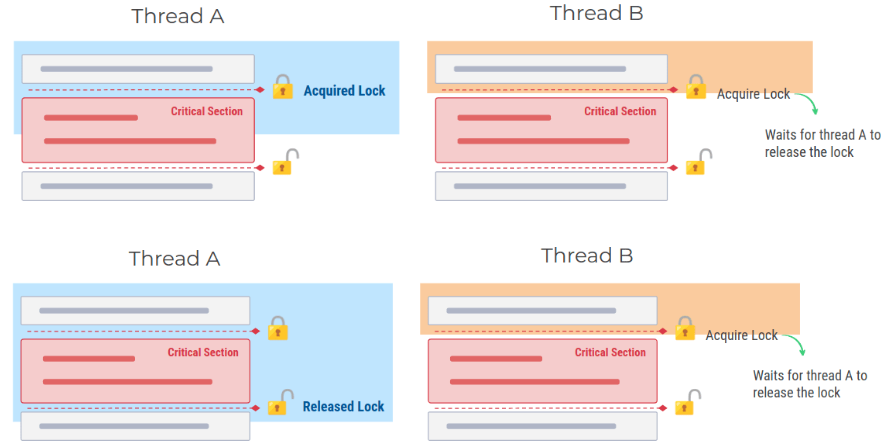 Thread A
Thread B
Critical Section
Acquired Lock
Critical Section
Acquire Lock
Waits for thread A to
release the lock
Thread A
Thread B
Critical Section
Released Lock
Critical Section
Acquire Lock
Waits for thread A to
release the lock